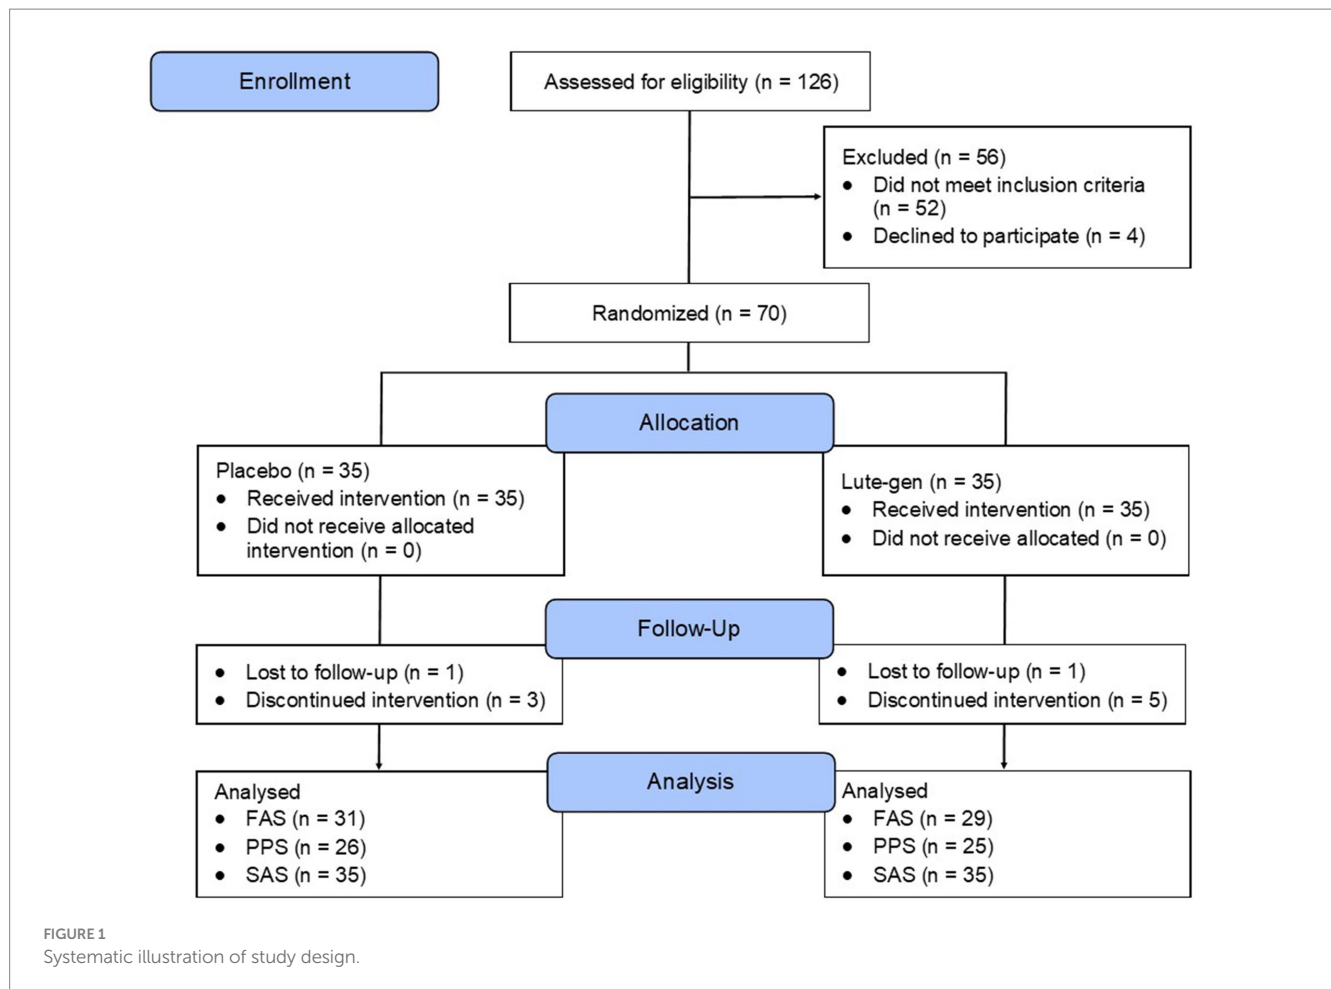 Enrollment
Assessed for eligibility (n = 126)
Excluded (n = 56)
● Did not meet inclusion criteria
(n = 52)
● Declined to participate (n = 4)
Randomized (n = 70)
Allocation
Placebo (n = 35)
● Received intervention (n = 35)
● Did not receive allocated
intervention (n = 0)
Lute-gen (n = 35)
● Received intervention (n = 35)
● Did not receive allocated (n = 0)
Follow-Up
● Lost to follow-up (n = 1)
● Discontinued intervention (n = 3)
● Lost to follow-up (n = 1)
● Discontinued intervention (n = 5)
Analysis
Analysed
● FAS (n = 31)
● PPS (n = 26)
● SAS (n = 35)
Analysed
● FAS (n = 29)
● PPS (n = 25)
● SAS (n = 35)
FIGURE 1
Systematic illustration of study design.